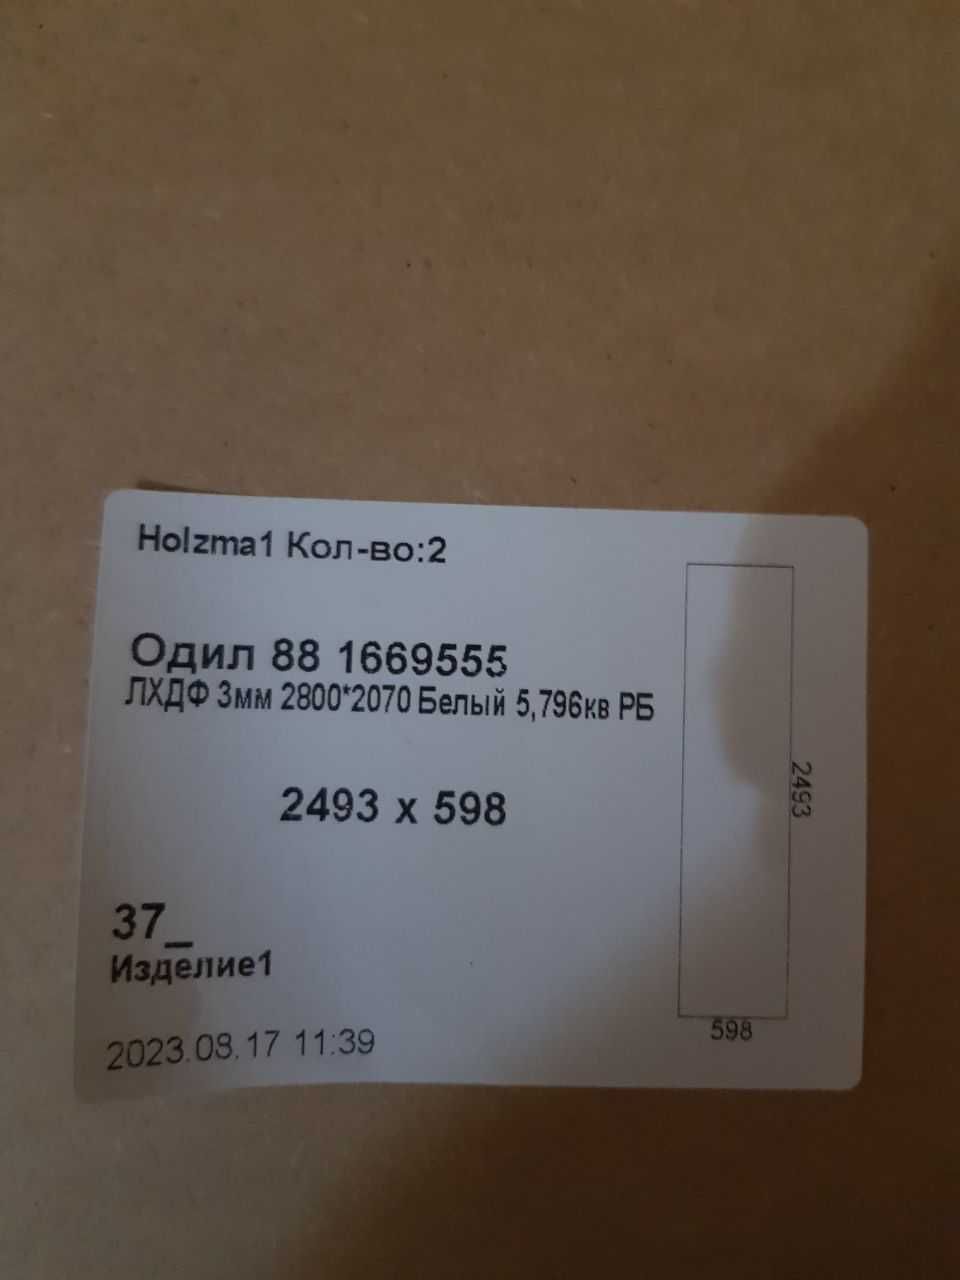 Holzma1 Кол-во:2
Одил 88 1669555
ЛХДФ 3мм 2800*2070 Белый 5,796кв РБ
2493 x 598
2493
37_
Изделие1
598
2023.08.17 11:39